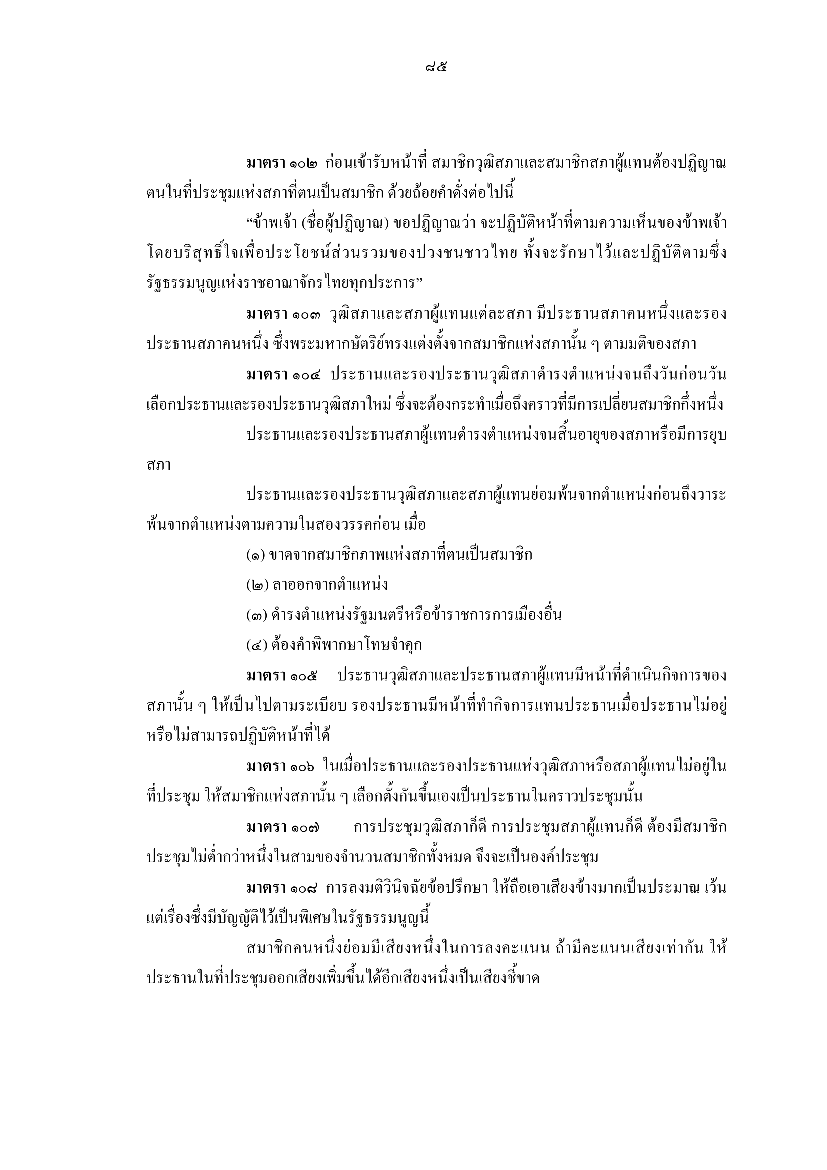 ๘๕
มาตรา ๑๐๒ ก่อนเข้ารับหน้าที่ สมาชิกวุฒิสภาและสมาชิกสภาผู้แทนต้องปฏิญาณ
ตนในที่ประชุมแห่งสภาที่ตนเป็นสมาชิก ด้วยถ้อยคำดั่งต่อไปนี้
“ข้าพเจ้า (ชื่อผู้ปฏิญาณ) ขอปฏิญาณว่า จะปฏิบัติหน้าที่ตามความเห็นของข้าพเจ้า
โดยบริสุทธิ์ใจเพื่อประโยชน์ส่วนรวมของปวงชนชาวไทย ทั้งจะรักษาไว้และปฏิบัติตามซึ่ง
รัฐธรรมนูญแห่งราชอาณาจักรไทยทุกประการ”
มาตรา ๑๐๓ วุฒิสภาและสภาผู้แทนแต่ละสภา มีประธานสภาคนหนึ่งและรอง
ประธานสภาคนหนึ่ง ซึ่งพระมหากษัตริย์ทรงแต่งตั้งจากสมาชิกแห่งสภานั้น ๆ ตามมติของสภา
มาตรา ๑๐๔ ประธานและรองประธานวุฒิสภาดำรงตำแหน่งจนถึงวันก่อนวัน
เลือกประธานและรองประธานวุฒิสภาใหม่ ซึ่งจะต้องกระทำเมื่อถึงคราวที่มีการเปลี่ยนสมาชิกกึ่งหนึ่ง
ประธานและรองประธานสภาผู้แทนดำรงตำแหน่งจนสิ้นอายุของสภาหรือมีการยุบ
สภา
ประธานและรองประธานวุฒิสภาและสภาผู้แทนย่อมพ้นจากตำแหน่งก่อนถึงวาระ
พ้นจากตำแหน่งตามความในสองวรรคก่อน เมื่อ
(๑) ขาดจากสมาชิกภาพแห่งสภาที่ตนเป็นสมาชิก
(๒) ลาออกจากตำแหน่ง
(๓) ดำรงตำแหน่งรัฐมนตรีหรือข้าราชการการเมืองอื่น
(๔) ต้องคำพิพากษาโทษจำคุก
มาตรา ๑๐๕ ประธานวุฒิสภาและประธานสภาผู้แทนมีหน้าที่ดำเนินกิจการของ
สภานั้น ๆ ให้เป็นไปตามระเบียบ รองประธานมีหน้าที่ทำกิจการแทนประธานเมื่อประธานไม่อยู่
หรือไม่สามารถปฏิบัติหน้าที่ได้
มาตรา ๑๐๖ ในเมื่อประธานและรองประธานแห่งวุฒิสภาหรือสภาผู้แทนไม่อยู่ใน
ที่ประชุม ให้สมาชิกแห่งสภานั้น ๆ เลือกตั้งกันขึ้นเองเป็นประธานในคราวประชุมนั้น
มาตรา ๑๐๗ การประชุมวุฒิสภาก็ดี การประชุมสภาผู้แทนก็ดี ต้องมีสมาชิก
ประชุมไม่ต่ำกว่าหนึ่งในสามของจำนวนสมาชิกทั้งหมด จึงจะเป็นองค์ประชุม
มาตรา ๑๐๘ การลงมติวินิจฉัยข้อปรึกษา ให้ถือเอาเสียงข้างมากเป็นประมาณ เว้น
แต่เรื่องซึ่งมีบัญญัติไว้เป็นพิเศษในรัฐธรรมนูญนี้
สมาชิกคนหนึ่งย่อมมีเสียงหนึ่งในการลงคะแนน ถ้ามีคะแนนเสียงเท่ากัน ให้
ประธานในที่ประชุมออกเสียงเพิ่มขึ้นได้อีกเสียงหนึ่งเป็นเสียงชี้ขาด